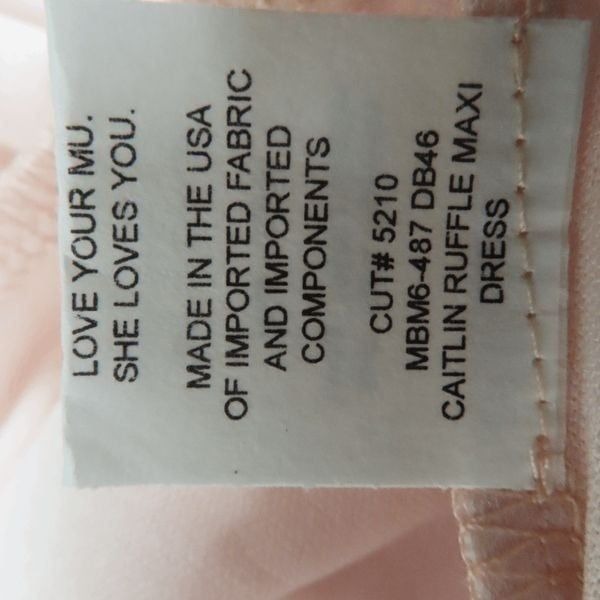 LOVE YOUR MU.
SHE LOVES YOU.
MADE IN THE USA
OF IMPORTED FABRIC
AND IMPORTED
COMPONENTS
CUT# 5210
MBM6-487 DB46
CAITLIN RUFFLE MAXI
DRESS